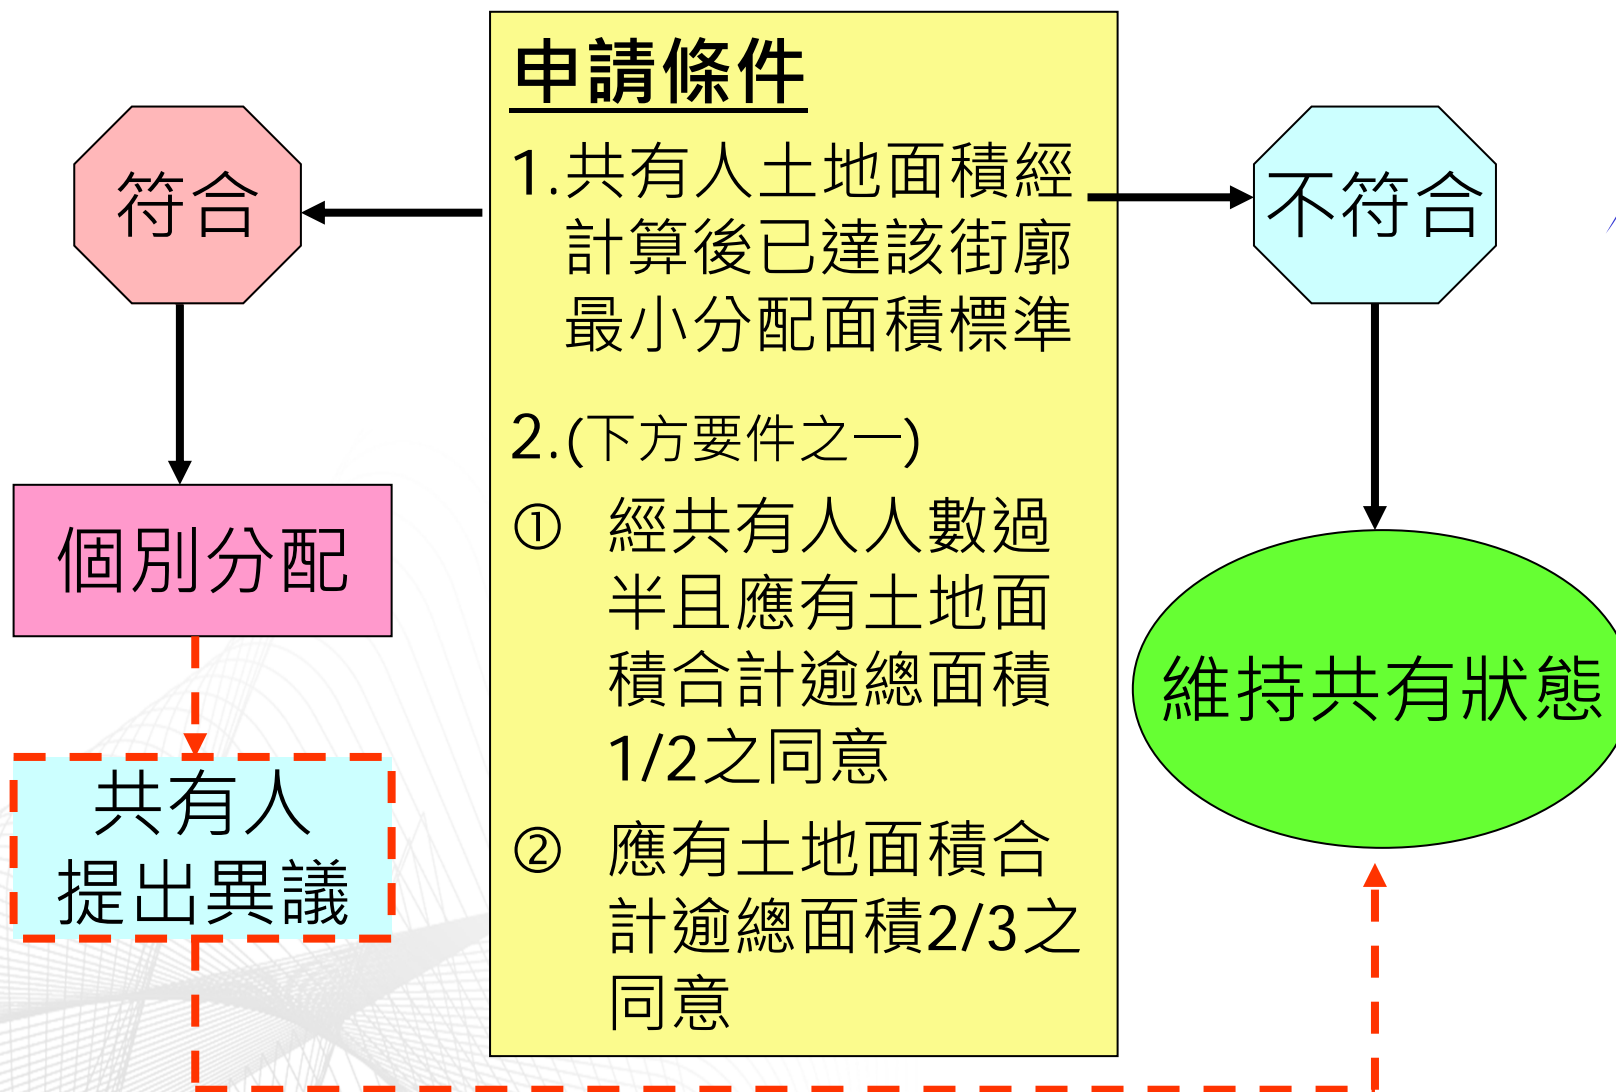 申請條件
1.共有人土地面積經
計算後已達該街廓
最小分配面積標準
2.(下方要件之一)
① 經共有人人數過
半且應有土地面
積合計逾總面積
1/2之同意
② 應有土地面積合
計逾總面積2/3之
同意
符合
個別分配
共有人
提出異議
不符合
維持共有狀態